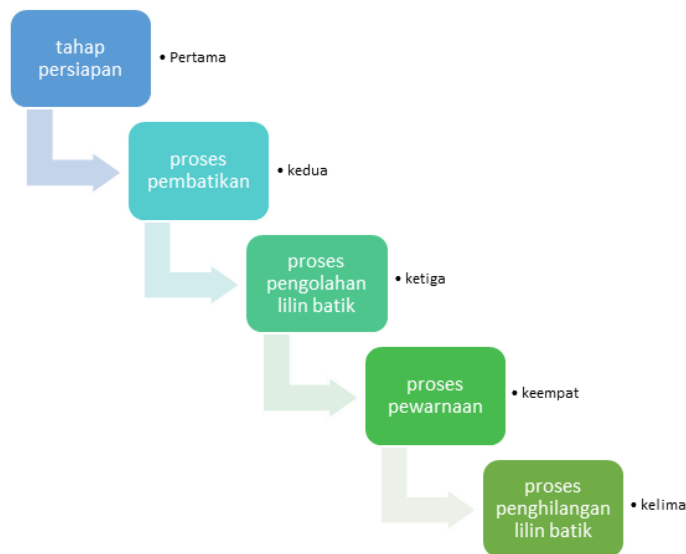 tahap
persiapan
• Pertama
proses
pembatikan
• kedua
proses
pengolahan
lilin batik
• ketiga
proses
pewarnaan
• keempat
proses
penghilangan
lilin batik
• kelima